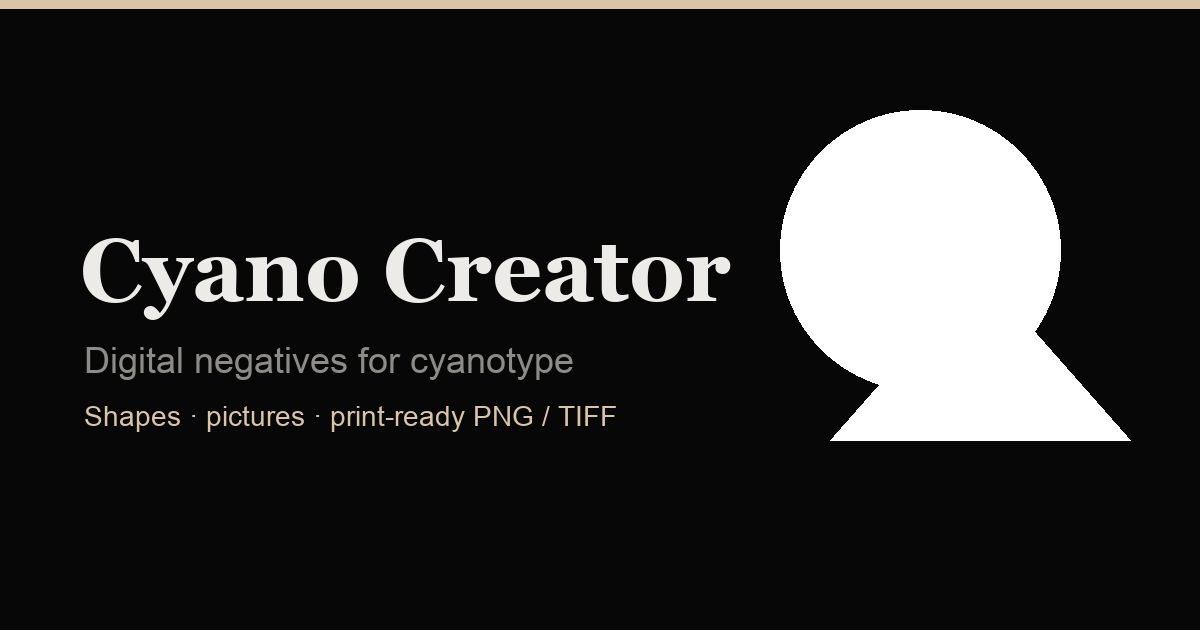 Cyano Creator
Digital negatives for cyanotype
Shapes · pictures · print-ready PNG / TIFF